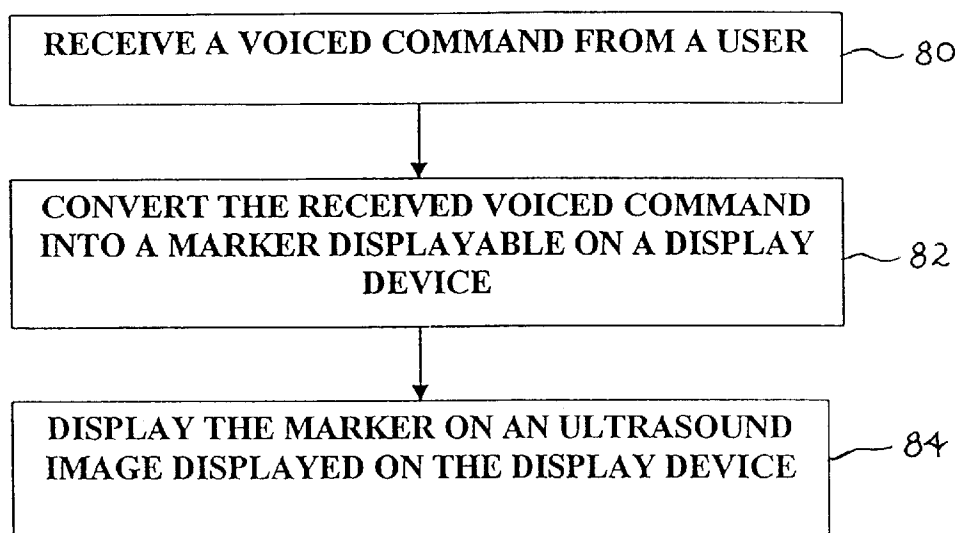 RECEIVE A VOICED COMMAND FROM A USER
80
CONVERT THE RECEIVED VOICED COMMAND
INTO A MARKER DISPLAYABLE ON A DISPLAY
DEVICE
82
DISPLAY THE MARKER ON AN ULTRASOUND
IMAGE DISPLAYED ON THE DISPLAY DEVICE
84